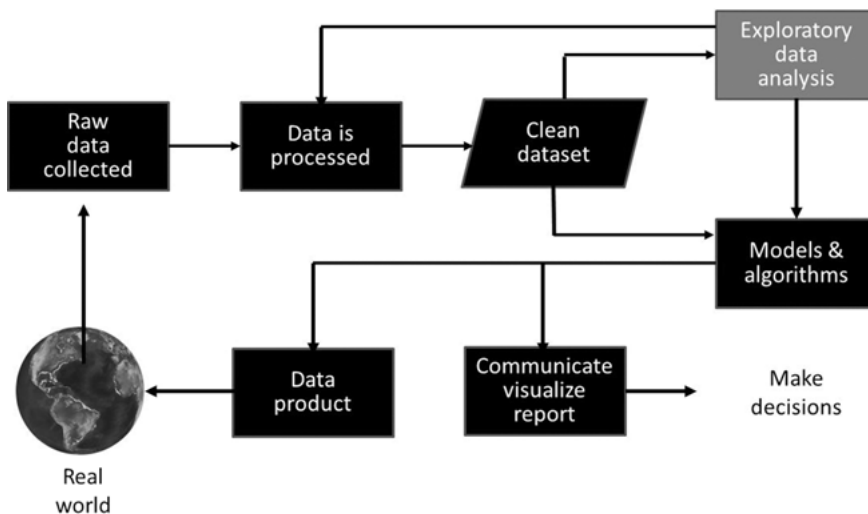 Exploratory
data
analysis
Raw
data
collected
Data is
processed
Clean
dataset
Models &
algorithms
Data
product
Communicate
visualize
report
Make
decisions
Real
world